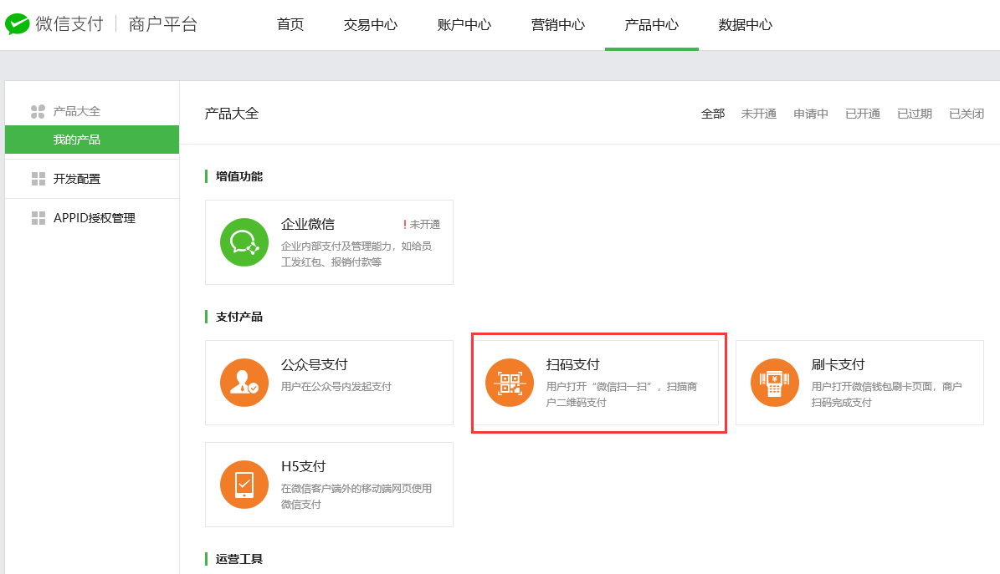 微信支付 商户平台 首页 交易中心 账户中心 营销中心 产品中心 数据中心
产品大全
我的产品
开发配置
APPID授权管理
产品大全 全部 未开通 申请中 已开通 已过期 已关闭
增值功能
企业微信 !未开通
企业内部支付及管理能力，如给员
工发红包、报销付款等
支付产品
公众号支付
用户在公众号内发起支付
扫码支付
用户打开“微信扫一扫”，扫描商
户二维码支付
刷卡支付
用户打开微信钱包刷卡页面，商户
扫码完成支付
H5支付
在微信客户端外的移动端网页使用
微信支付
运营工具